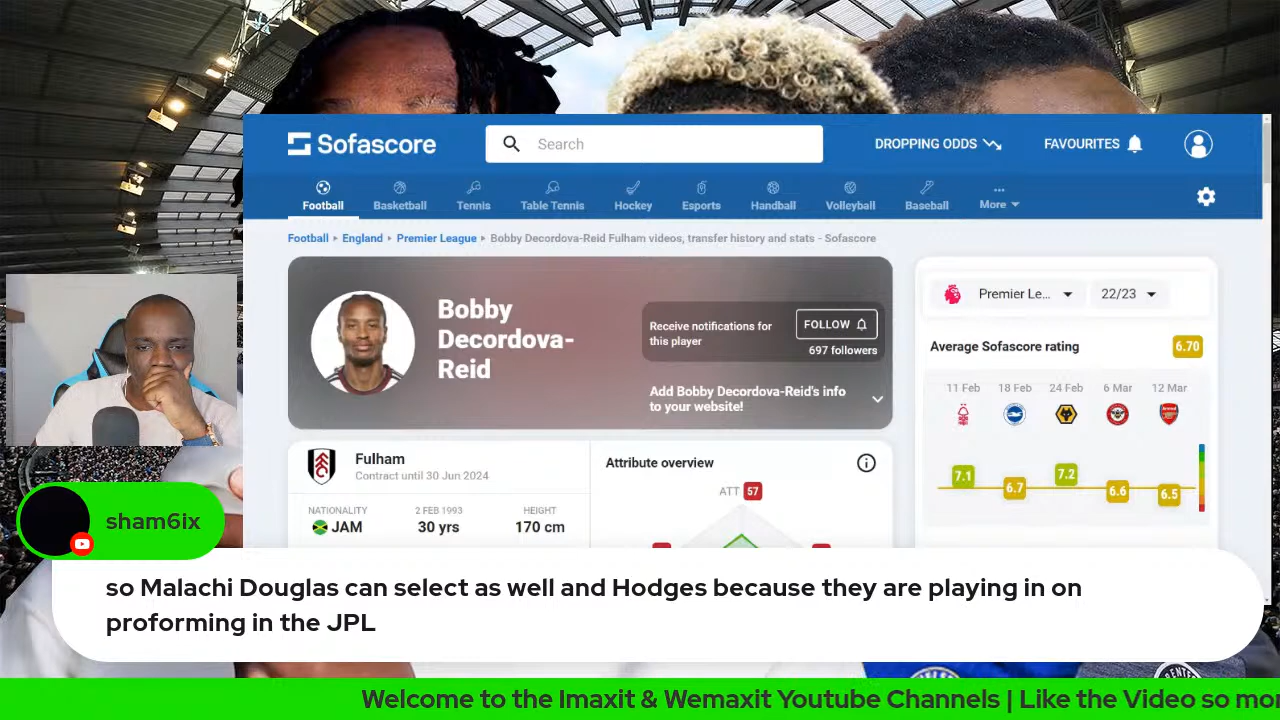 Sofascore
Search
DROPPING ODDS
FAVOURITES
Football
Basketball
Tennis
Table Tennis
Hockey
Esports
Handball
Volleyball
Baseball
More
Football
England
Premier League
Bobby Decordova-Reid Fulham videos, transfer history and stats - Sofascore
Bobby
Decordova-
Reid
Receive notifications for
this player
FOLLOW
697 followers
Add Bobby Decordova-Reid's info
to your website!
Premier Le...
22/23
Average Sofascore rating
6.70
11 Feb
18 Feb
24 Feb
6 Mar
12 Mar
7.1
6.7
7.2
6.6
6.5
Fulham
Contract until 30 Jun 2024
NATIONALITY
JAM
2 FEB 1993
30 yrs
HEIGHT
170 cm
Attribute overview
ATT 57
sham6ix
so Malachi Douglas can select as well and Hodges because they are playing in on
proforming in the JPL
Welcome to the Imaxit & Wemaxit Youtube Channels | Like the Video so mor